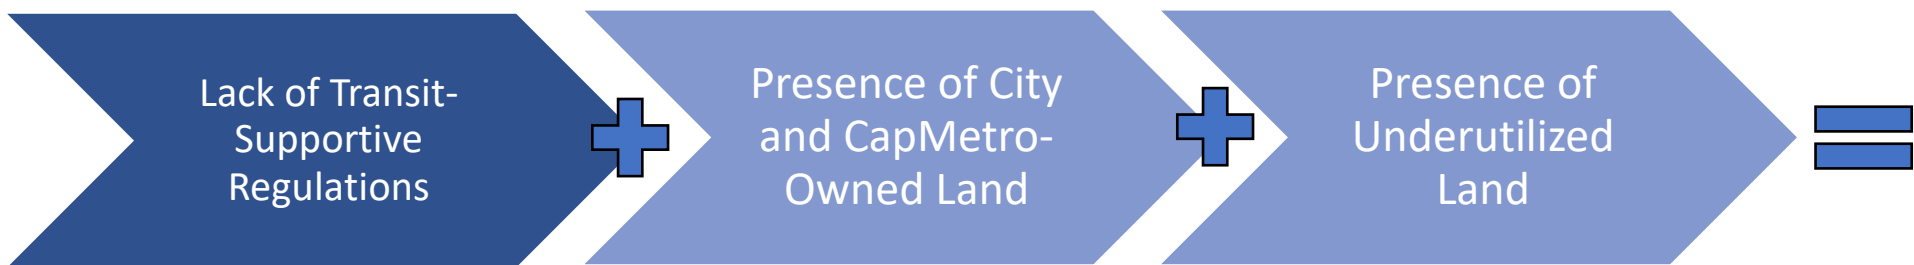 Lack of Transit-
Supportive
Regulations
Presence of City
and CapMetro-
Owned Land
Presence of
Underutilized
Land